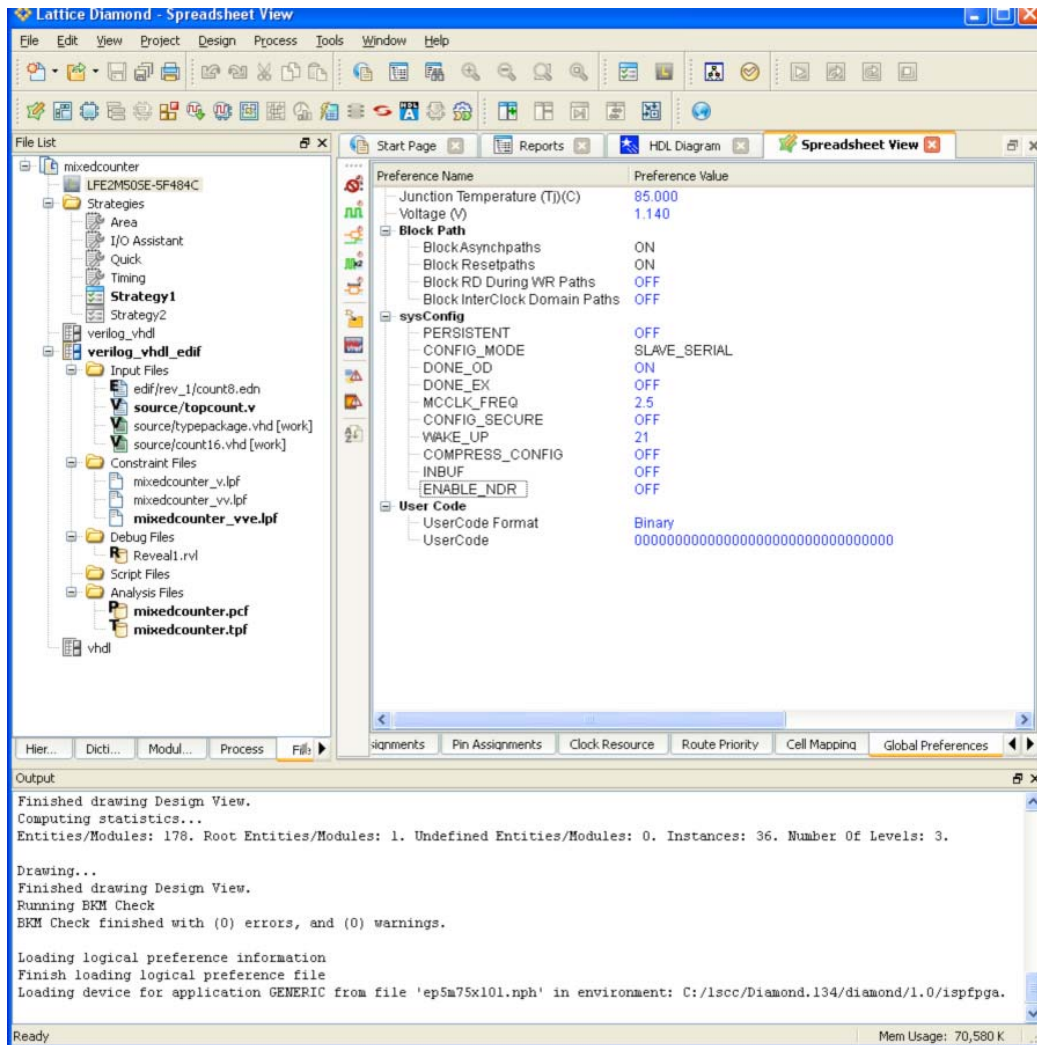 Lattice Diamond - Spreadsheet View
File Edit View Project Design Process Tools Window Help
File List
Start Page Reports HDL Diagram Spreadsheet View
mixedcounter
LFE2M50SE-5F484C
Strategies
Area
I/O Assistant
Quick
Timing
Strategy1
Strategy2
verilog_vhdl
verilog_vhdl_edif
Input Files
edif/rev_1/count8.edn
source/topcount.v
source/typepackage.vhd [work]
source/count16.vhd [work]
Constraint Files
mixedcounter_v.lpf
mixedcounter_vv.lpf
mixedcounter_vve.lpf
Debug Files
Reveal1.rvl
Script Files
Analysis Files
mixedcounter.pcf
mixedcounter.tpf
vhdl
Preference Name Preference Value
Junction Temperature (Tj)(C) 85.000
Voltage (V) 1.140
Block Path
Block Asynchpaths ON
Block Resetpaths ON
Block RD During WR Paths OFF
Block InterClock Domain Paths OFF
sysConfig
PERSISTENT OFF
CONFIG_MODE SLAVE_SERIAL
DONE_OD ON
DONE_EX OFF
MCCLK_FREQ 2.5
CONFIG_SECURE OFF
WAKE_UP 21
COMPRESS_CONFIG OFF
INBUF OFF
ENABLE_NDR OFF
User Code
UserCode Format Binary
UserCode 00000000000000000000000000000000
Hier... Dicti... Modul... Process
signments Pin Assignments Clock Resource Route Priority Cell Mapping Global Preferences
Output
Finished drawing Design View.
Computing statistics...
Entities/Modules: 178. Root Entities/Modules: 1. Undefined Entities/Modules: 0. Instances: 36. Number Of Levels: 3.
Drawing...
Finished drawing Design View.
Running BKM Check
BKM Check finished with (0) errors, and (0) warnings.
Loading logical preference information
Finish loading logical preference file
Loading device for application GENERIC from file 'ep5m75x101.nph' in environment: C:/lscc/Diamond.134/diamond/1.0/ispfpga.
Ready Mem Usage: 70,580 K